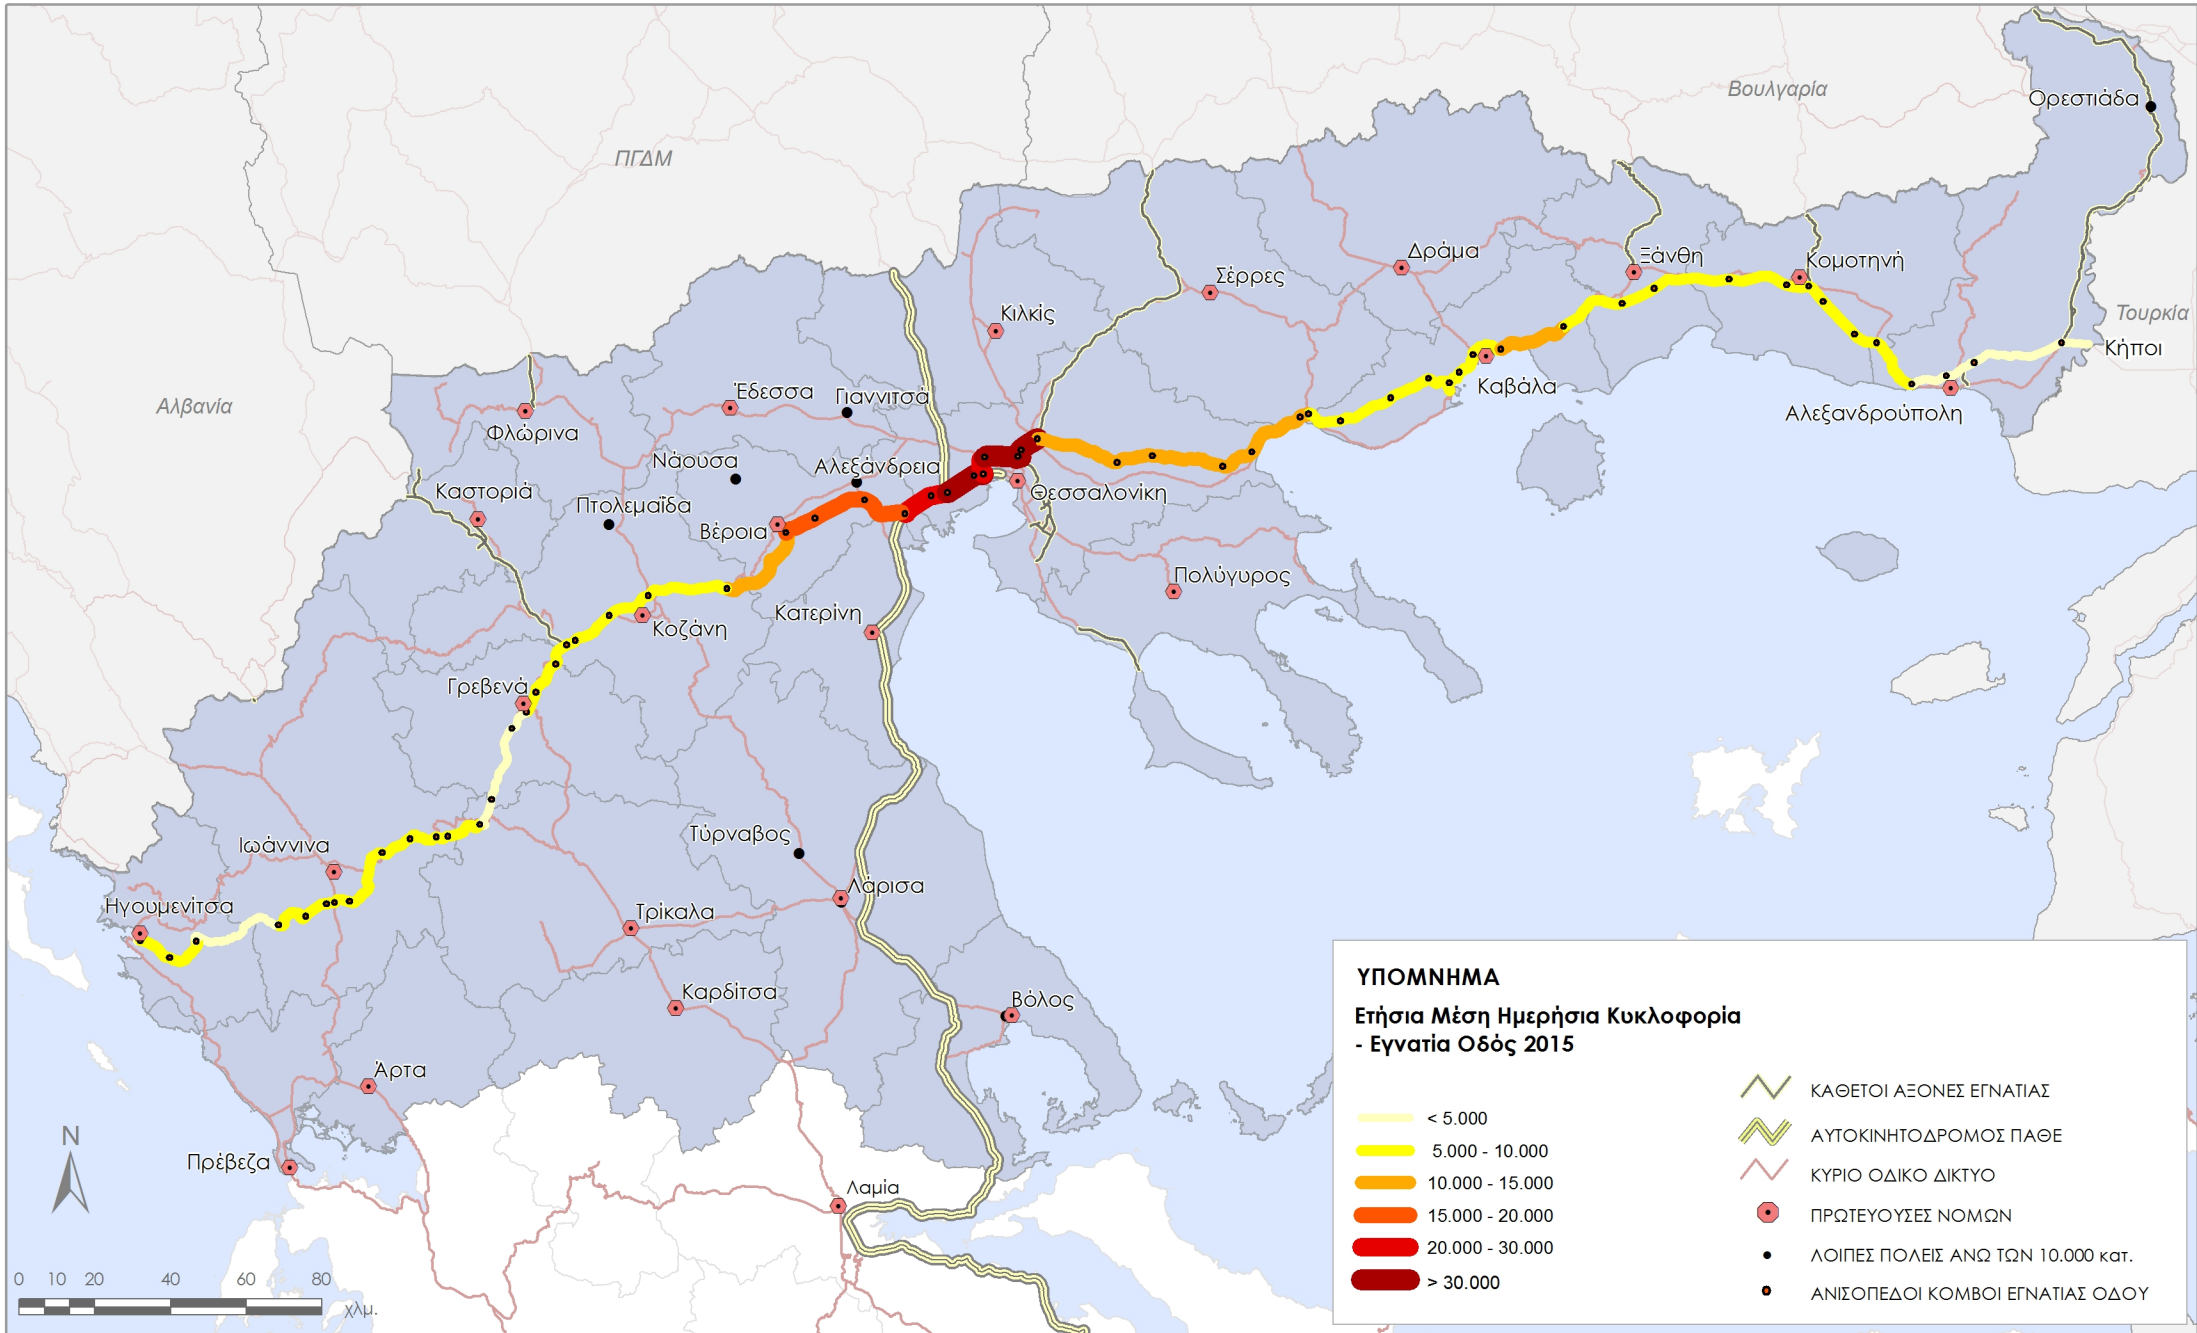 Βουλγαρία
Ορεστιάδα
ΠΓΔΜ
Δράμα
Ξάνθη
Κομοτηνή
Σέρρες
Κιλκίς
Τουρκία
Κήποι
Καβάλα
Αλεξανδρούπολη
Αλβανία
Έδεσσα
Γιαννιτσά
Φλώρινα
Νάουσα
Αλεξάνδρεια
Καστοριά
Πτολεμαΐδα
Θεσσαλονίκη
Βέροια
Πολύγυρος
Κατερίνη
Κοζάνη
Γρεβενά
Τύρναβος
Ιωάννινα
Λάρισα
Ηγουμενίτσα
Τρίκαλα
Καρδίτσα
Βόλος
Άρτα
Πρέβεζα
Λαμία
N
0 10 20 40 60 80
χλμ.
ΥΠΟΜΝΗΜΑ
Ετήσια Μέση Ημερήσια Κυκλοφορία
- Εγνατία Οδός 2015
< 5.000
5.000 - 10.000
10.000 - 15.000
15.000 - 20.000
20.000 - 30.000
> 30.000
ΚΑΘΕΤΟΙ ΑΞΟΝΕΣ ΕΓΝΑΤΙΑΣ
ΑΥΤΟΚΙΝΗΤΟΔΡΟΜΟΣ ΠΑΘΕ
ΚΥΡΙΟ ΟΔΙΚΟ ΔΙΚΤΥΟ
ΠΡΩΤΕΥΟΥΣΕΣ ΝΟΜΩΝ
ΛΟΙΠΕΣ ΠΟΛΕΙΣ ΑΝΩ ΤΩΝ 10.000 κατ.
ΑΝΙΣΟΠΕΔΟΙ ΚΟΜΒΟΙ ΕΓΝΑΤΙΑΣ ΟΔΟΥ